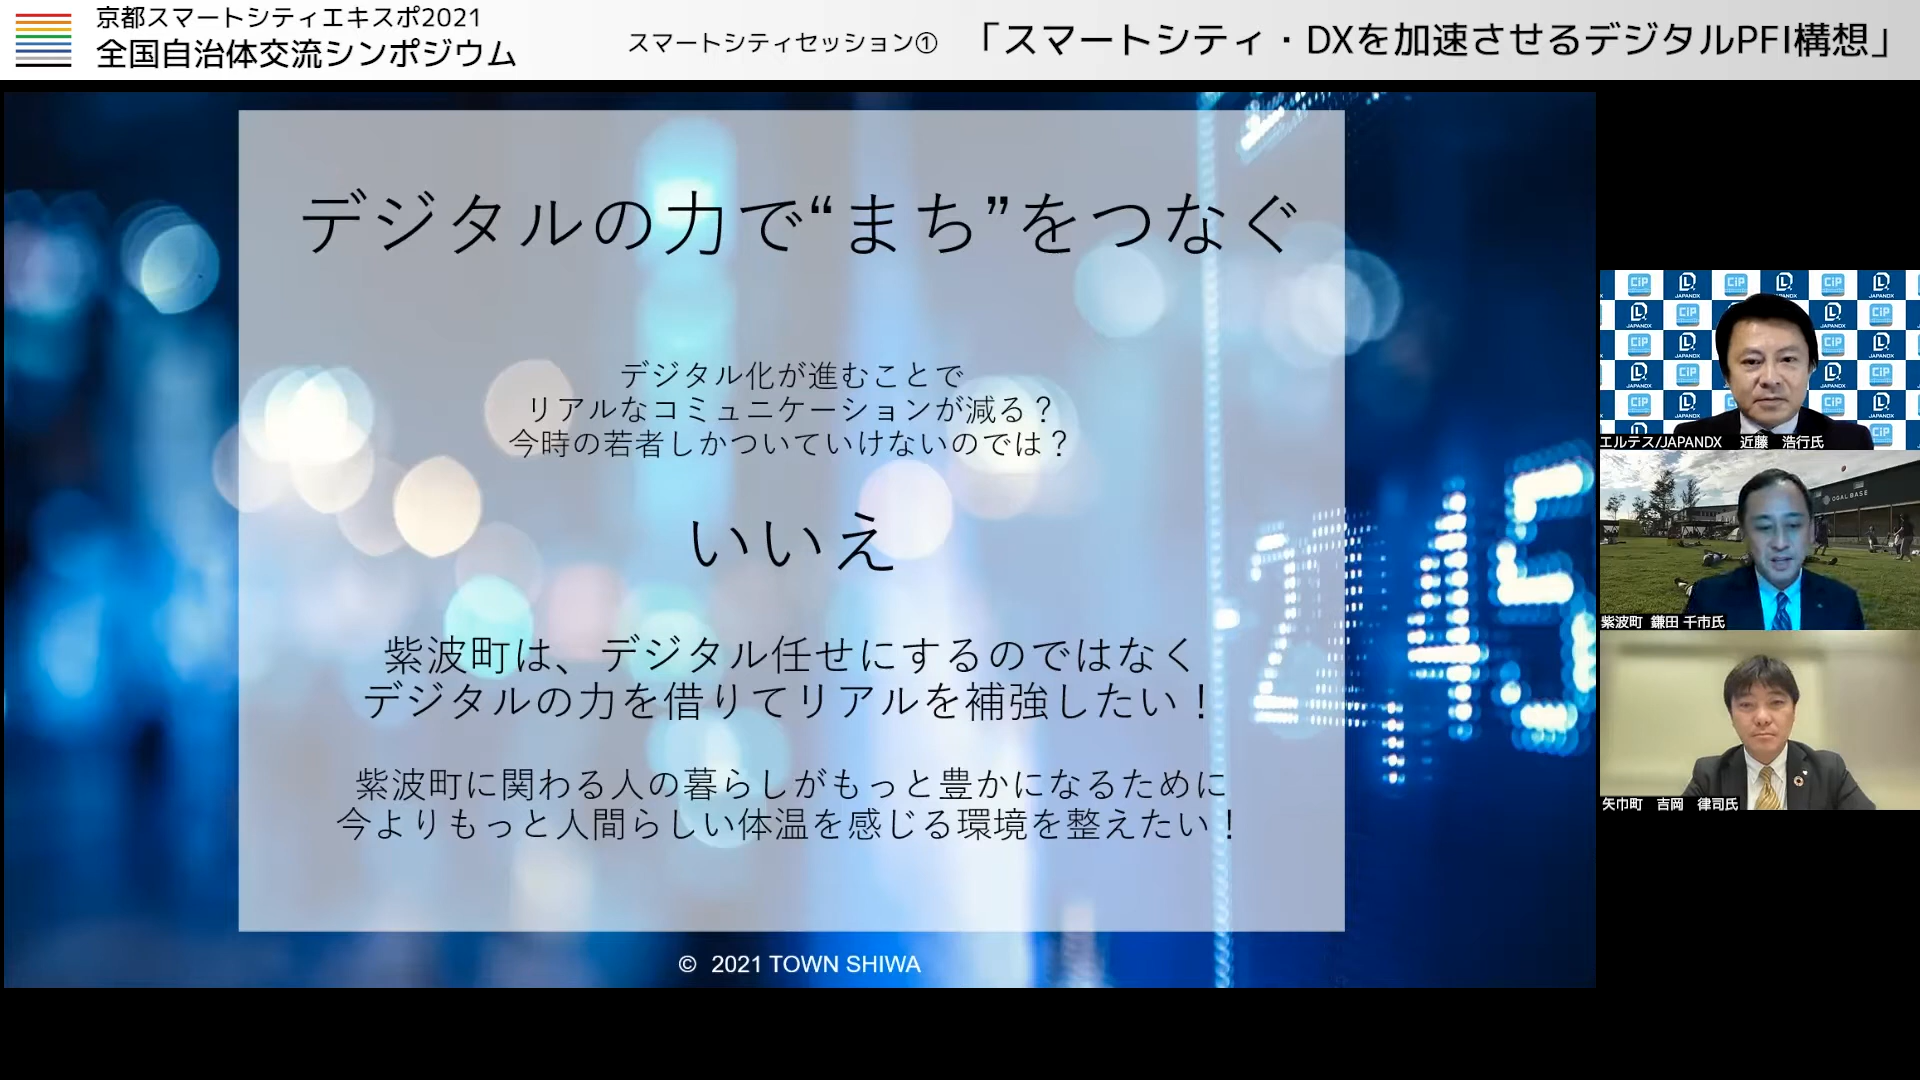 京都スマートシティエキスポ2021
全国自治体交流シンポジウム
スマートシティセッション① 「スマートシティ・DXを加速させるデジタルPFI構想」
デジタルの力で“まち”をつなぐ
デジタル化が進むことで
リアルなコミュニケーションが減る？
今時の若者しかついていけないのでは？
いいえ
紫波町は、デジタル任せにするのではなく
デジタルの力を借りてリアルを補強したい！
紫波町に関わる人の暮らしがもっと豊かになるために
今よりもっと人間らしい体温を感じる環境を整えたい！
© 2021 TOWN SHIWA
CiP
JAPANDX
エルテス/JAPANDX 近藤 浩行氏
OGAL BASE
紫波町 鎌田 千市氏
矢巾町 吉岡 律司氏